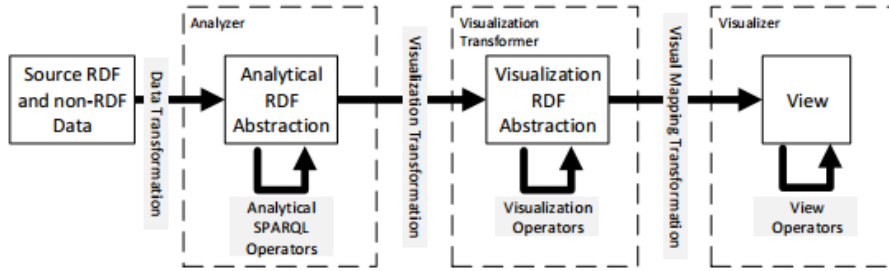 Analyzer
Visualization
Transformer
Visualizer
Source RDF
and non-RDF
Data
Data Transformation
Analytical
RDF
Abstraction
Analytical
SPARQL
Operators
Visualization Transformation
Visualization
RDF
Abstraction
Visualization
Operators
Visual Mapping Transformation
View
View
Operators